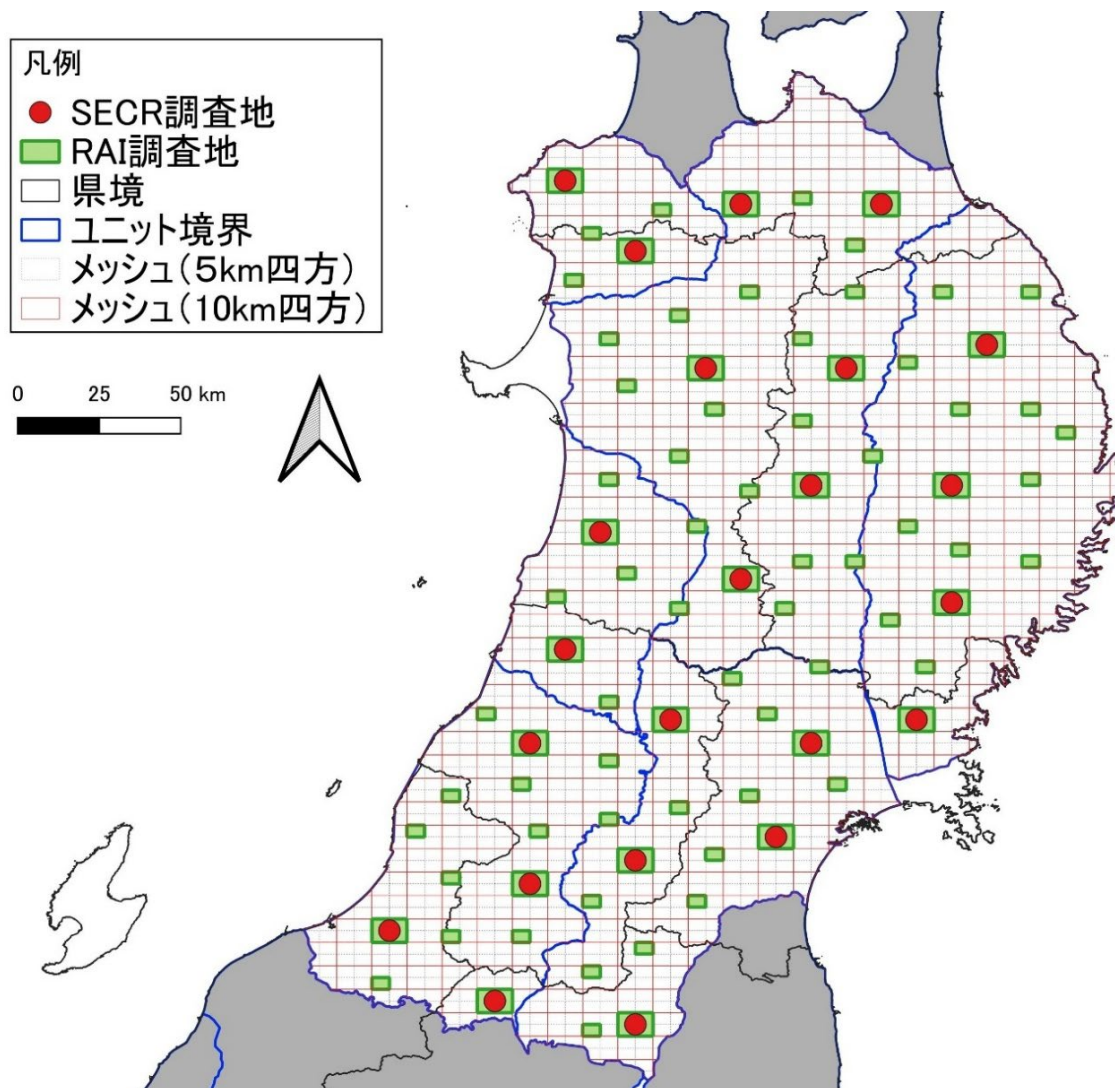 凡例
SECR調査地
RAI調査地
県境
ユニット境界
メッシュ(5km四方)
メッシュ(10km四方)
0 25 50 km